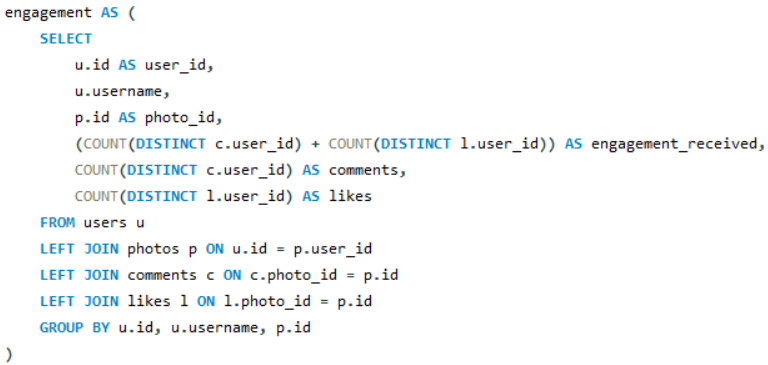 engagement AS (
SELECT
u.id AS user_id,
u.username,
p.id AS photo_id,
(COUNT(DISTINCT c.user_id) + COUNT(DISTINCT l.user_id)) AS engagement_received,
COUNT(DISTINCT c.user_id) AS comments,
COUNT(DISTINCT l.user_id) AS likes
FROM users u
LEFT JOIN photos p ON u.id = p.user_id
LEFT JOIN comments c ON c.photo_id = p.id
LEFT JOIN likes l ON l.photo_id = p.id
GROUP BY u.id, u.username, p.id
)